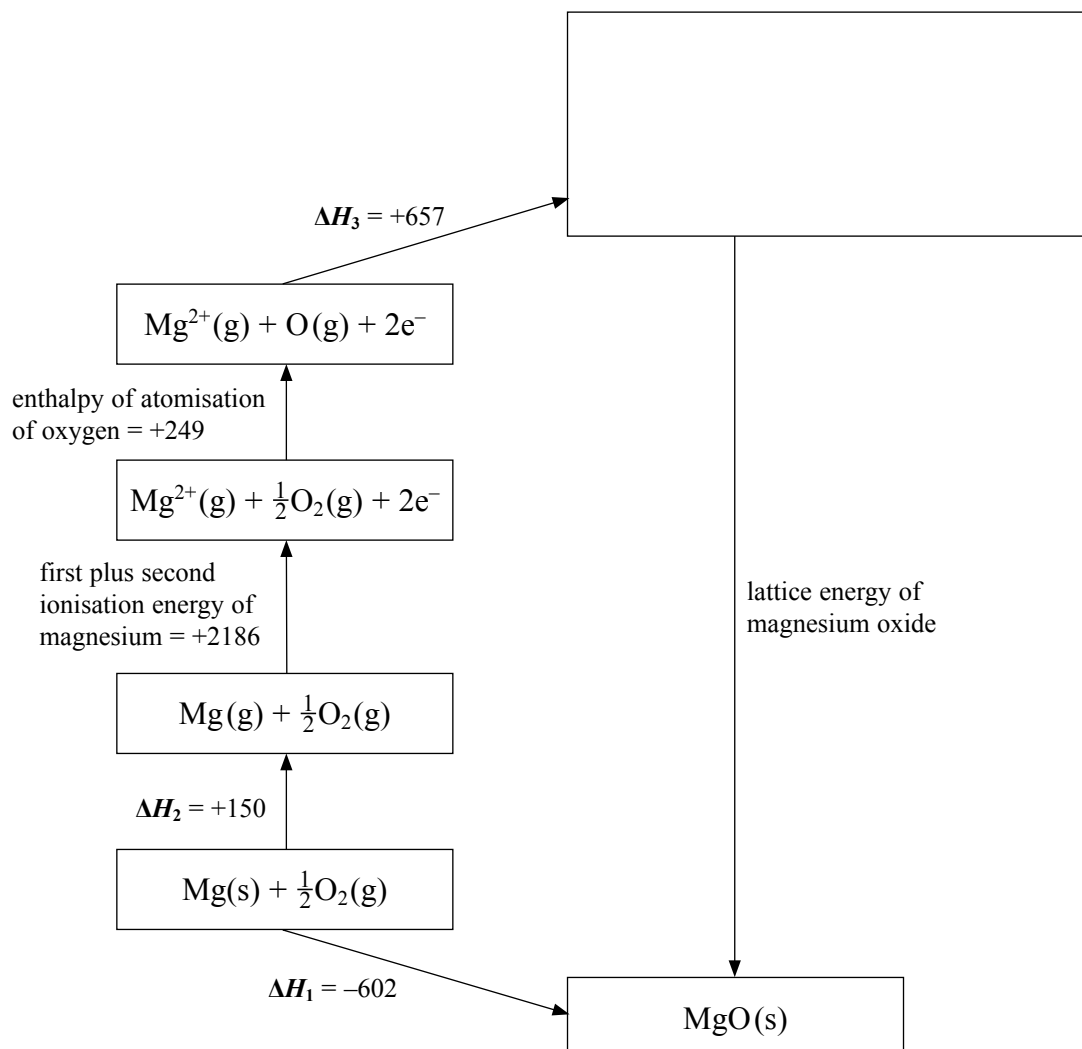 ΔH₃ = +657
Mg²⁺(g) + O(g) + 2e⁻
enthalpy of atomisation
of oxygen = +249
Mg²⁺(g) + ½O₂(g) + 2e⁻
first plus second
ionisation energy of
magnesium = +2186
lattice energy of
magnesium oxide
Mg(g) + ½O₂(g)
ΔH₂ = +150
Mg(s) + ½O₂(g)
ΔH₁ = –602
MgO(s)